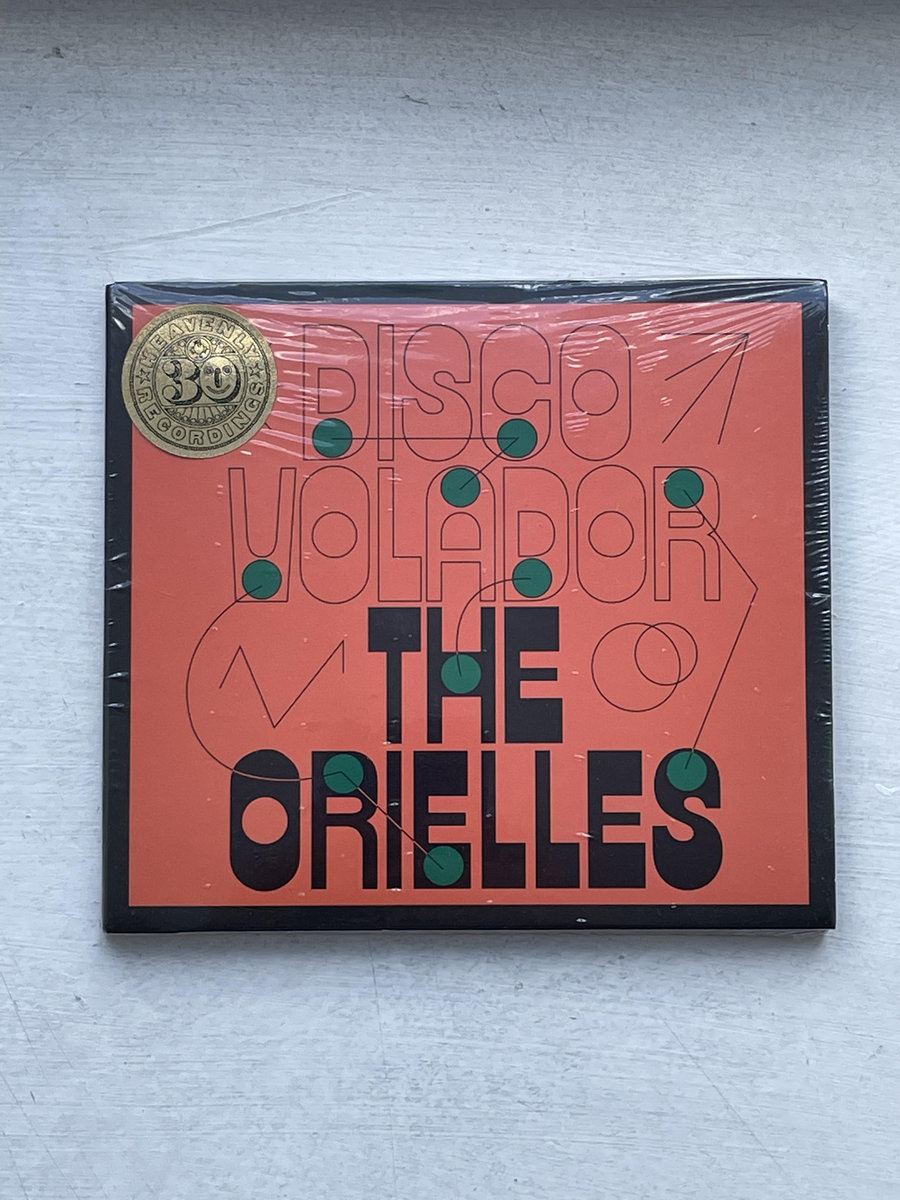 HEAVENLY
30
RECORDINGS
DISCO
VOLADOR
THE
ORIELLES